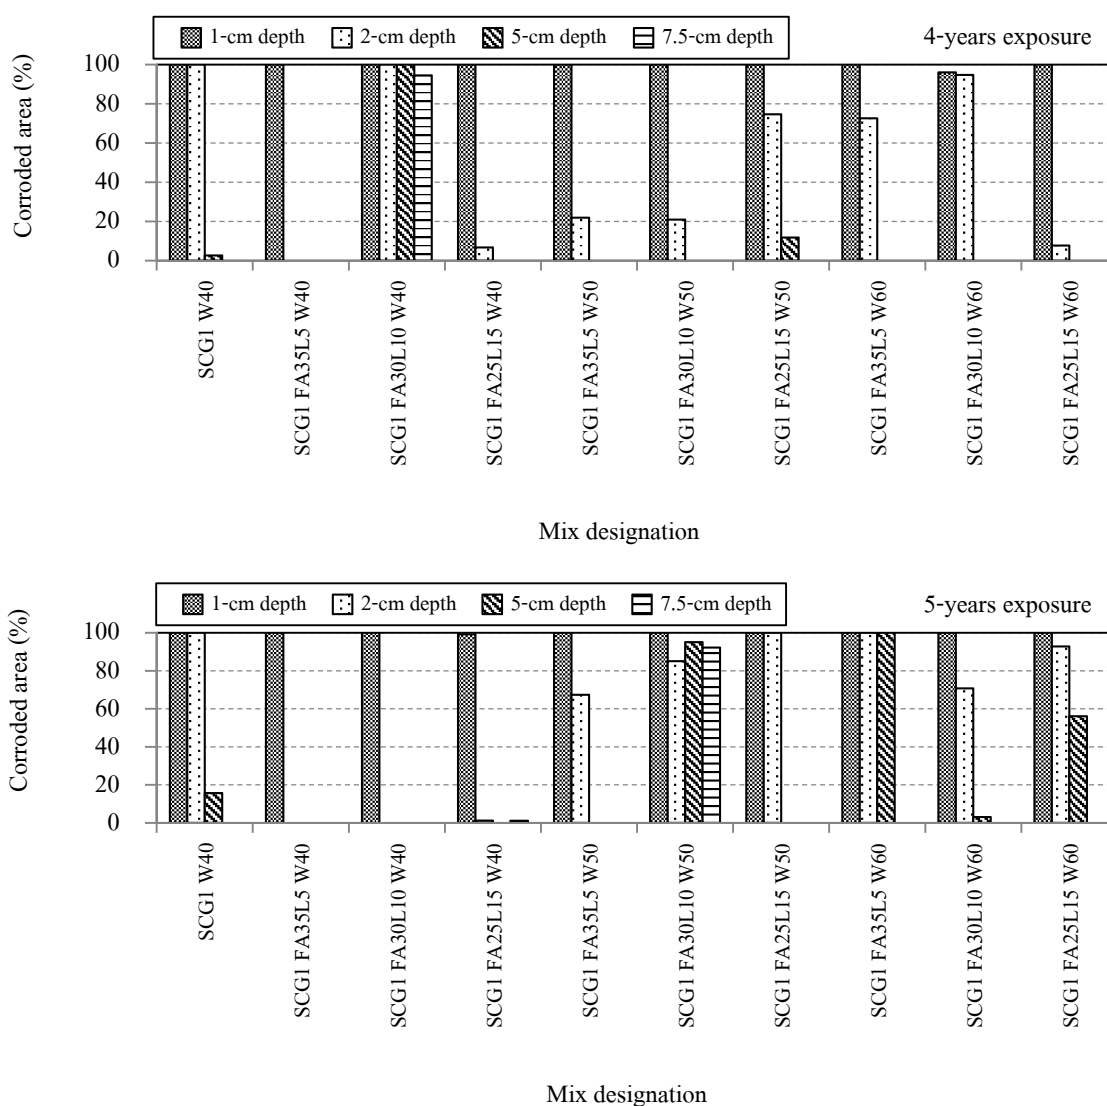 1-cm depth 2-cm depth 5-cm depth 7.5-cm depth
4-years exposure
Corroded area (%)
100
80
60
40
20
0
SCG1 W40
SCG1 FA35L5 W40
SCG1 FA30L10 W40
SCG1 FA25L15 W40
SCG1 FA35L5 W50
SCG1 FA30L10 W50
SCG1 FA25L15 W50
SCG1 FA35L5 W60
SCG1 FA30L10 W60
SCG1 FA25L15 W60
Mix designation
1-cm depth 2-cm depth 5-cm depth 7.5-cm depth
5-years exposure
Corroded area (%)
100
80
60
40
20
0
SCG1 W40
SCG1 FA35L5 W40
SCG1 FA30L10 W40
SCG1 FA25L15 W40
SCG1 FA35L5 W50
SCG1 FA30L10 W50
SCG1 FA25L15 W50
SCG1 FA35L5 W60
SCG1 FA30L10 W60
SCG1 FA25L15 W60
Mix designation